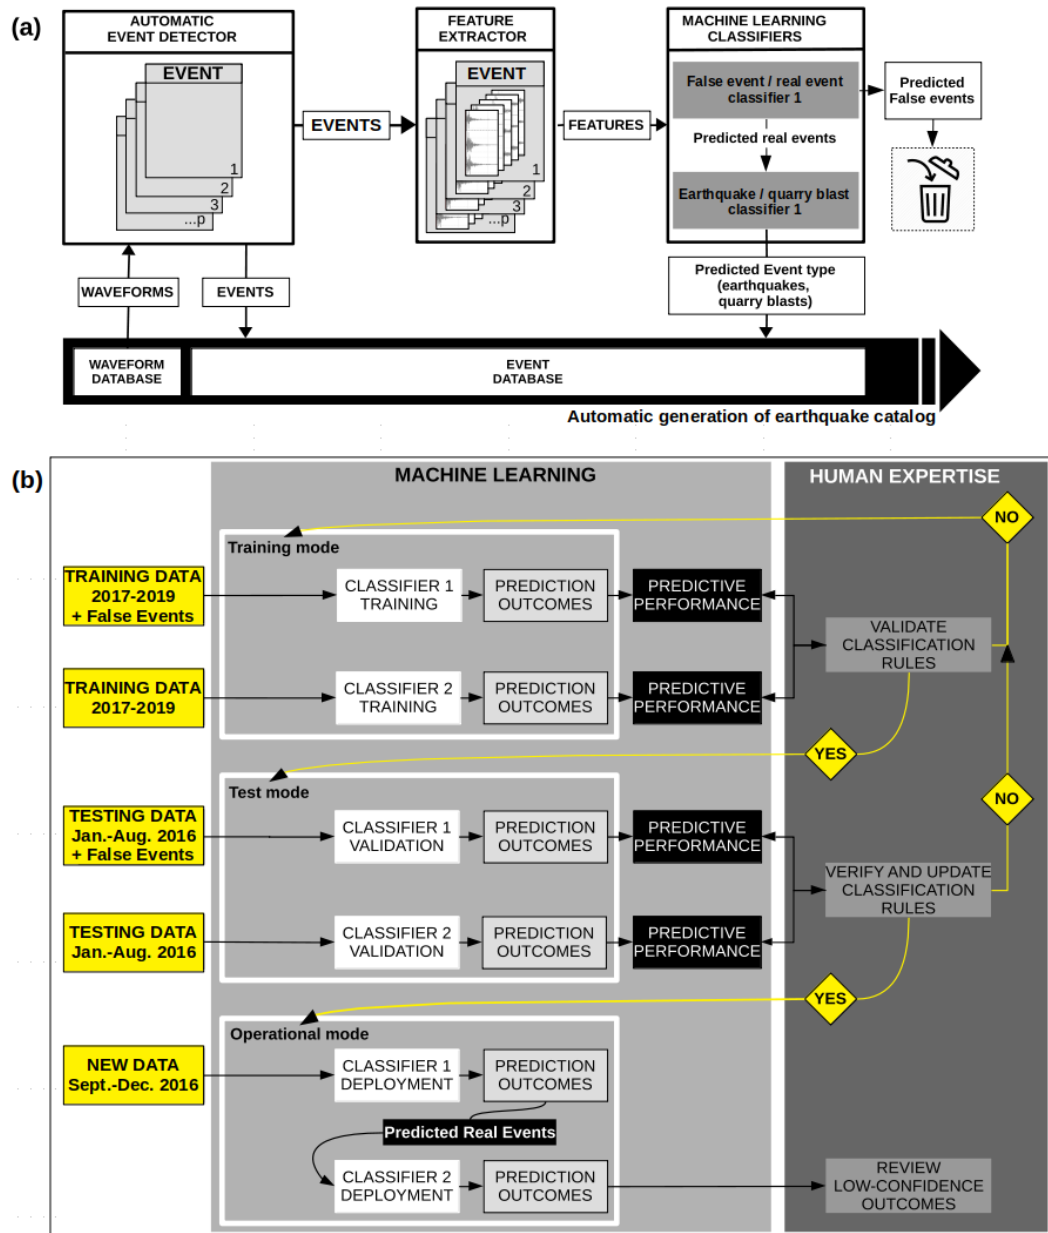 (a)
AUTOMATIC
EVENT DETECTOR
EVENT
1
2
3
...p
EVENTS
FEATURE
EXTRACTOR
EVENT
1
2
3
...p
FEATURES
MACHINE LEARNING
CLASSIFIERS
False event / real event
classifier 1
Predicted real events
Earthquake / quarry blast
classifier 1
Predicted
False events
WAVEFORMS
EVENTS
Predicted Event type
(earthquakes,
quarry blasts)
WAVEFORM
DATABASE
EVENT
DATABASE
Automatic generation of earthquake catalog
(b)
MACHINE LEARNING
HUMAN EXPERTISE
NO
Training mode
TRAINING DATA
2017-2019
+ False Events
CLASSIFIER 1
TRAINING
PREDICTION
OUTCOMES
PREDICTIVE
PERFORMANCE
VALIDATE
CLASSIFICATION
RULES
TRAINING DATA
2017-2019
CLASSIFIER 2
TRAINING
PREDICTION
OUTCOMES
PREDICTIVE
PERFORMANCE
YES
Test mode
NO
TESTING DATA
Jan.-Aug. 2016
+ False Events
CLASSIFIER 1
VALIDATION
PREDICTION
OUTCOMES
PREDICTIVE
PERFORMANCE
VERIFY AND UPDATE
CLASSIFICATION
RULES
TESTING DATA
Jan.-Aug. 2016
CLASSIFIER 2
VALIDATION
PREDICTION
OUTCOMES
PREDICTIVE
PERFORMANCE
YES
Operational mode
NEW DATA
Sept.-Dec. 2016
CLASSIFIER 1
DEPLOYMENT
PREDICTION
OUTCOMES
Predicted Real Events
CLASSIFIER 2
DEPLOYMENT
PREDICTION
OUTCOMES
REVIEW
LOW-CONFIDENCE
OUTCOMES